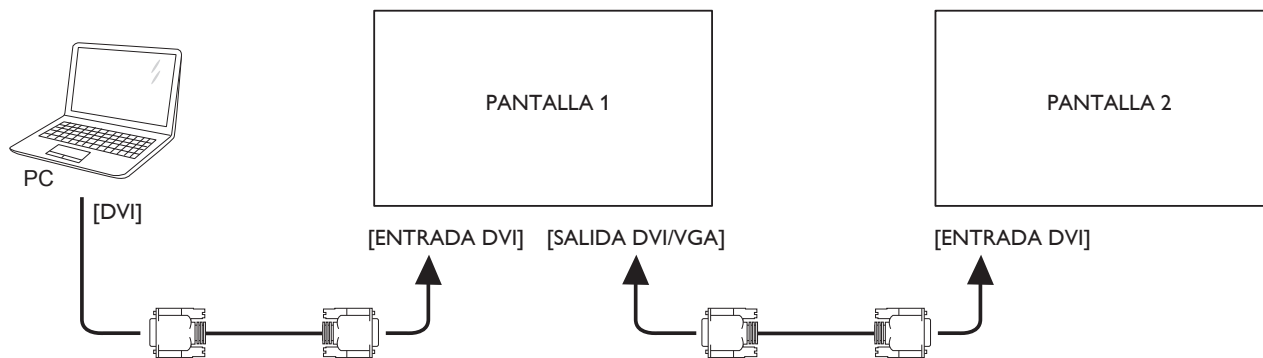 PANTALLA 1
PANTALLA 2
PC
[DVI]
[ENTRADA DVI]
[SALIDA DVI/VGA]
[ENTRADA DVI]